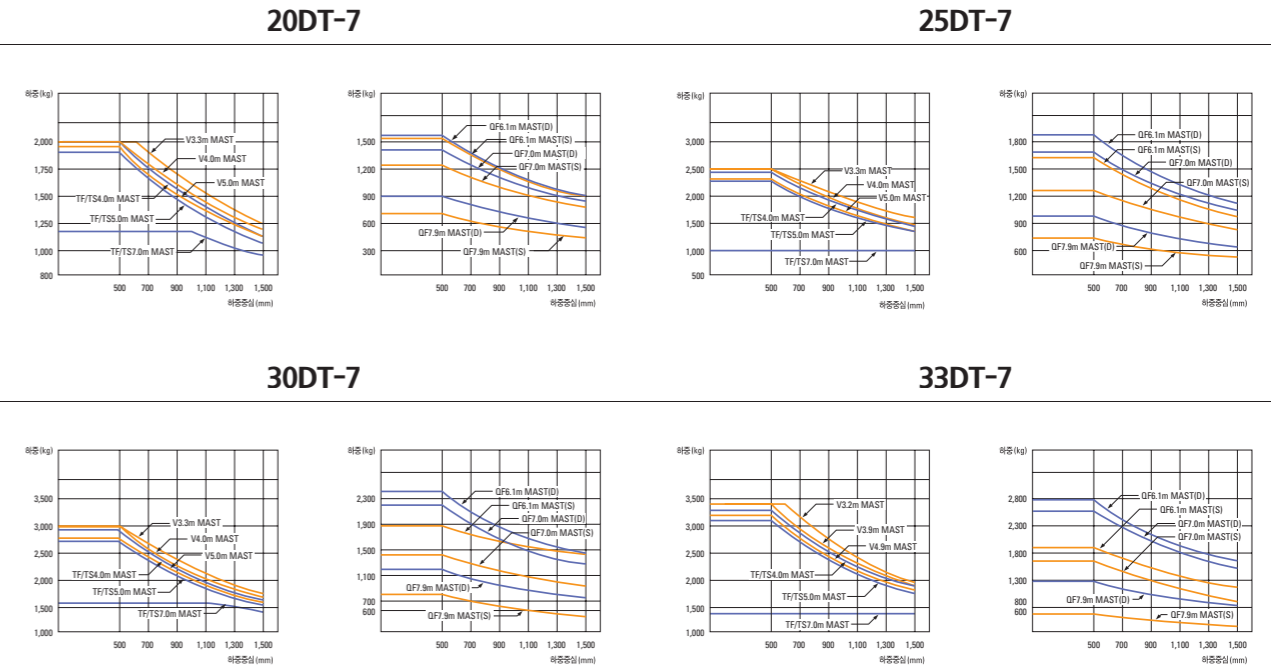 20DT-7
25DT-7
하중(kg)
2,000
1,750
1,500
1,250
1,000
800
V3.3m MAST
V4.0m MAST
V5.0m MAST
TF/TS4.0m MAST
TF/TS5.0m MAST
TF/TS7.0m MAST
500 700 900 1,100 1,300 1,500
하중중심(mm)
하중(kg)
1,500
1,200
900
600
300
QF6.1m MAST(D)
QF6.1m MAST(S)
QF7.0m MAST(D)
QF7.0m MAST(S)
QF7.9m MAST(D)
QF7.9m MAST(S)
500 700 900 1,100 1,300 1,500
하중중심(mm)
하중(kg)
3,000
2,500
2,000
1,500
1,000
500
V3.3m MAST
V4.0m MAST
V5.0m MAST
TF/TS4.0m MAST
TF/TS5.0m MAST
TF/TS7.0m MAST
500 700 900 1,100 1,300 1,500
하중중심(mm)
하중(kg)
1,800
1,500
1,200
900
600
QF6.1m MAST(D)
QF6.1m MAST(S)
QF7.0m MAST(D)
QF7.0m MAST(S)
QF7.9m MAST(D)
QF7.9m MAST(S)
500 700 900 1,100 1,300 1,500
하중중심(mm)
30DT-7
33DT-7
하중(kg)
3,500
3,000
2,500
2,000
1,500
1,000
V3.3m MAST
V4.0m MAST
V5.0m MAST
TF/TS4.0m MAST
TF/TS5.0m MAST
TF/TS7.0m MAST
500 700 900 1,100 1,300 1,500
하중중심(mm)
하중(kg)
2,300
1,900
1,500
1,100
700
600
QF6.1m MAST(D)
QF6.1m MAST(S)
QF7.0m MAST(D)
QF7.0m MAST(S)
QF7.9m MAST(D)
QF7.9m MAST(S)
500 700 900 1,100 1,300 1,500
하중중심(mm)
하중(kg)
3,500
3,000
2,500
2,000
1,500
1,000
V3.2m MAST
V3.9m MAST
V4.9m MAST
TF/TS4.0m MAST
TF/TS5.0m MAST
TF/TS7.0m MAST
500 700 900 1,100 1,300 1,500
하중중심(mm)
하중(kg)
2,800
2,300
1,800
1,300
800
600
QF6.1m MAST(D)
QF6.1m MAST(S)
QF7.0m MAST(D)
QF7.0m MAST(S)
QF7.9m MAST(D)
QF7.9m MAST(S)
500 700 900 1,100 1,300 1,500
하중중심(mm)